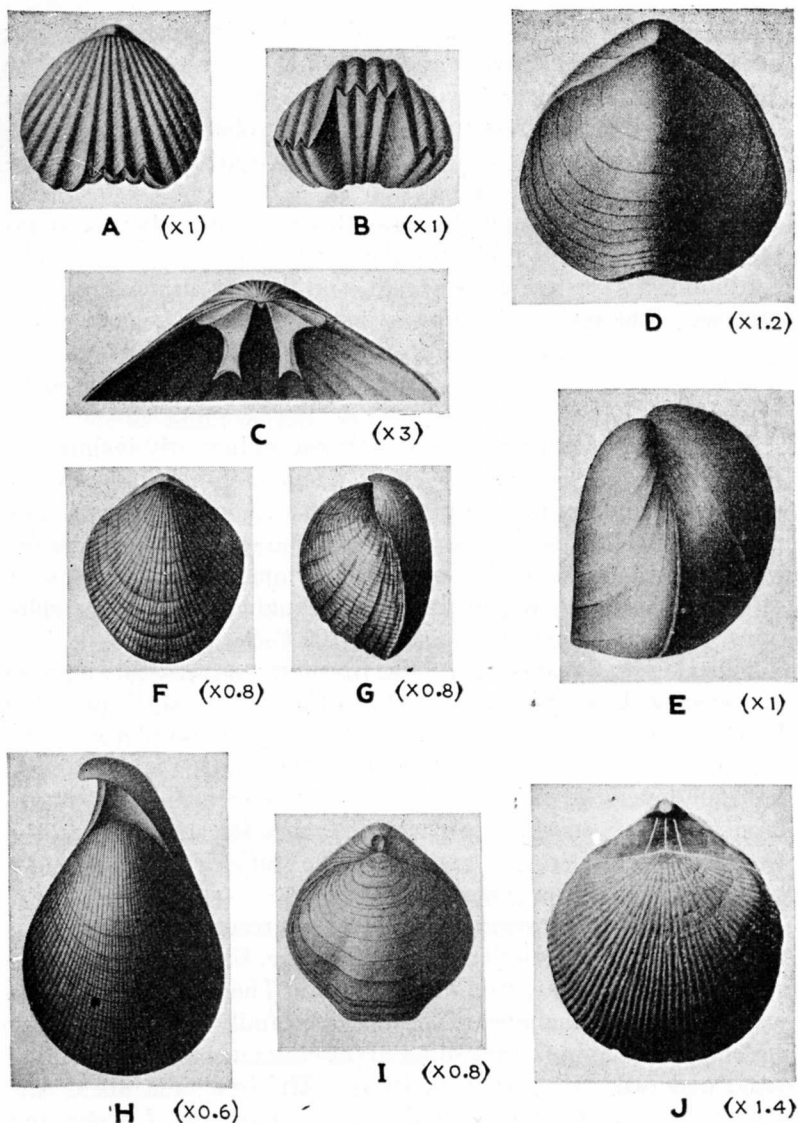 A (×1)
B (×1)
D (×1.2)
C (×3)
F (×0.8)
G (×0.8)
E (×1)
H (×0.6)
I (×0.8)
J (×1.4)